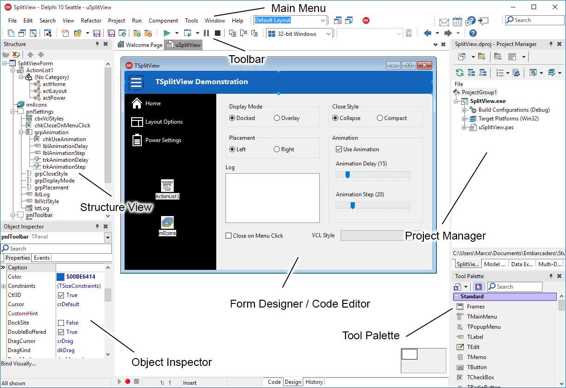 uSplitView - Delphi 10 Seattle - uSplitView
Main Menu
File Edit Search View Refactor Project Run Component Tools Window Help
Default Layout
32-bit Windows
Toolbar
Structure
Welcome Page uSplitView
SplitView.dproj - Project Manager
SplitViewForm
ActionList1
(No Category)
actHome
actLayout
actPower
imlIcons
pnlSettings
cbxVclStyles
chkCloseOnMenuClick
grpAnimation
chkUseAnimation
lblAnimationDelay
lblAnimationStep
trkAnimationDelay
trkAnimationStep
grpCloseStyle
grpDisplayMode
grpPlacement
lblLog
lblVclStyle
lstLog
pnlToolbar
Structure View
TSplitView
TSplitView Demonstration
Home
Layout Options
Power Settings
ActionList1
imlIcons
Display Mode
Docked Overlay
Close Style
Collapse Compact
Placement
Left Right
Animation
Use Animation
Animation Delay (15)
Animation Step (20)
Log
Close on Menu Click
VCL Style
File
ProjectGroup1
SplitView.exe
Build Configurations (Debug)
Target Platforms (Win32)
uSplitView.pas
Project Manager
Object Inspector
pnlToolbar TPanel
Search
Properties Events
Caption
Color $00BE6414
Constraints (TSizeConstraints)
Ctl3D True
Cursor crDefault
CustomHint
DockSite False
DoubleBuffered True
DragCursor crDrag
DragKind dkDrag
Bind Visually...
All shown
Object Inspector
Form Designer / Code Editor
1: 1 Insert
Code Design History
C:\Users\Marco\Documents\Embarcadero\Stu
SplitVie... Model ... Data Ex... Multi-D...
Tool Palette
Search
Standard
Frames
TMainMenu
TPopupMenu
TLabel
TEdit
TMemo
TButton
TCheckBox
TRadioButton
Tool Palette